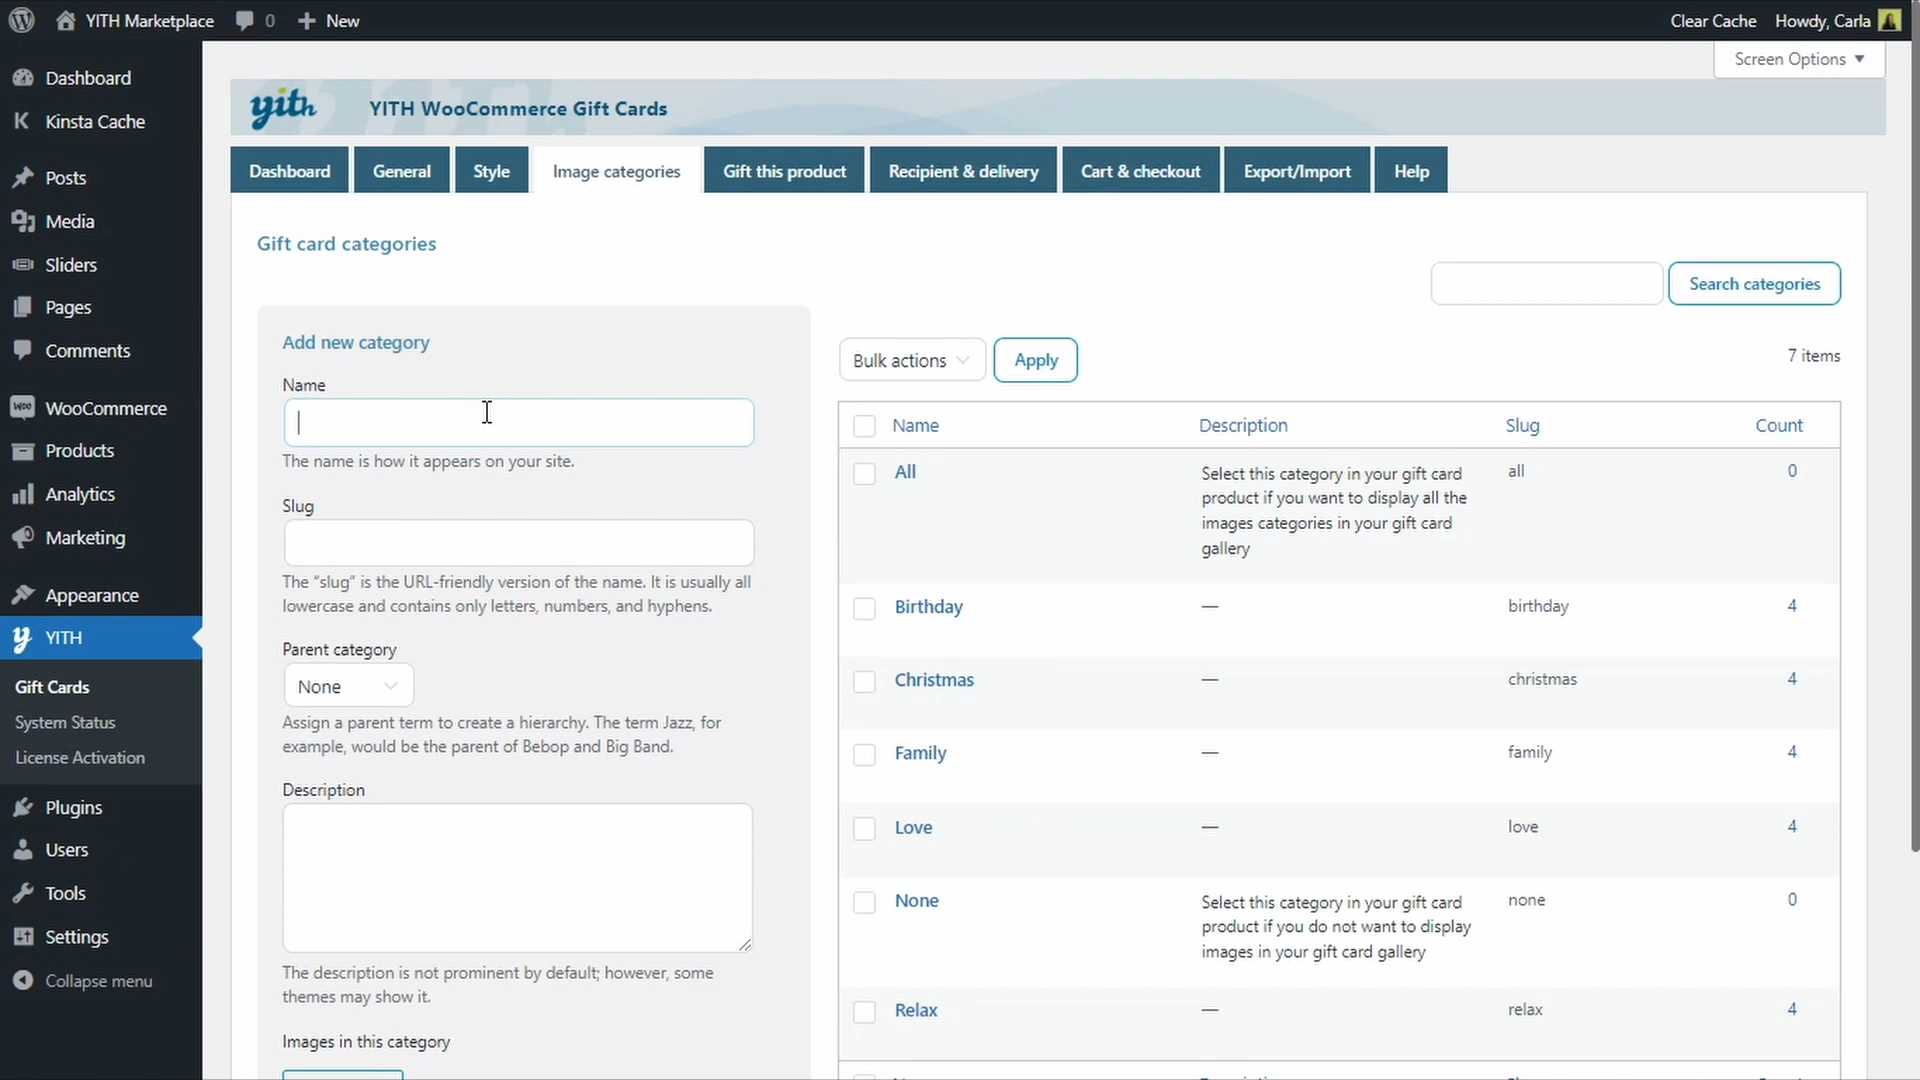 YITH Marketplace
0
New
Clear Cache
Howdy, Carla
Screen Options
Dashboard
Kinsta Cache
Posts
Media
Sliders
Pages
Comments
WooCommerce
Products
Analytics
Marketing
Appearance
YITH
Gift Cards
System Status
License Activation
Plugins
Users
Tools
Settings
Collapse menu
yith
YITH WooCommerce Gift Cards
Dashboard
General
Style
Image categories
Gift this product
Recipient & delivery
Cart & checkout
Export/Import
Help
Gift card categories
Search categories
Add new category
Name
The name is how it appears on your site.
Slug
The “slug” is the URL-friendly version of the name. It is usually all
lowercase and contains only letters, numbers, and hyphens.
Parent category
None
Assign a parent term to create a hierarchy. The term Jazz, for
example, would be the parent of Bebop and Big Band.
Description
The description is not prominent by default; however, some
themes may show it.
Images in this category
Bulk actions
Apply
7 items
Name
Description
Slug
Count
All
Select this category in your gift card
product if you want to display all the
images categories in your gift card
gallery
all
0
Birthday
—
birthday
4
Christmas
—
christmas
4
Family
—
family
4
Love
—
love
4
None
Select this category in your gift card
product if you do not want to display
images in your gift card gallery
none
0
Relax
—
relax
4